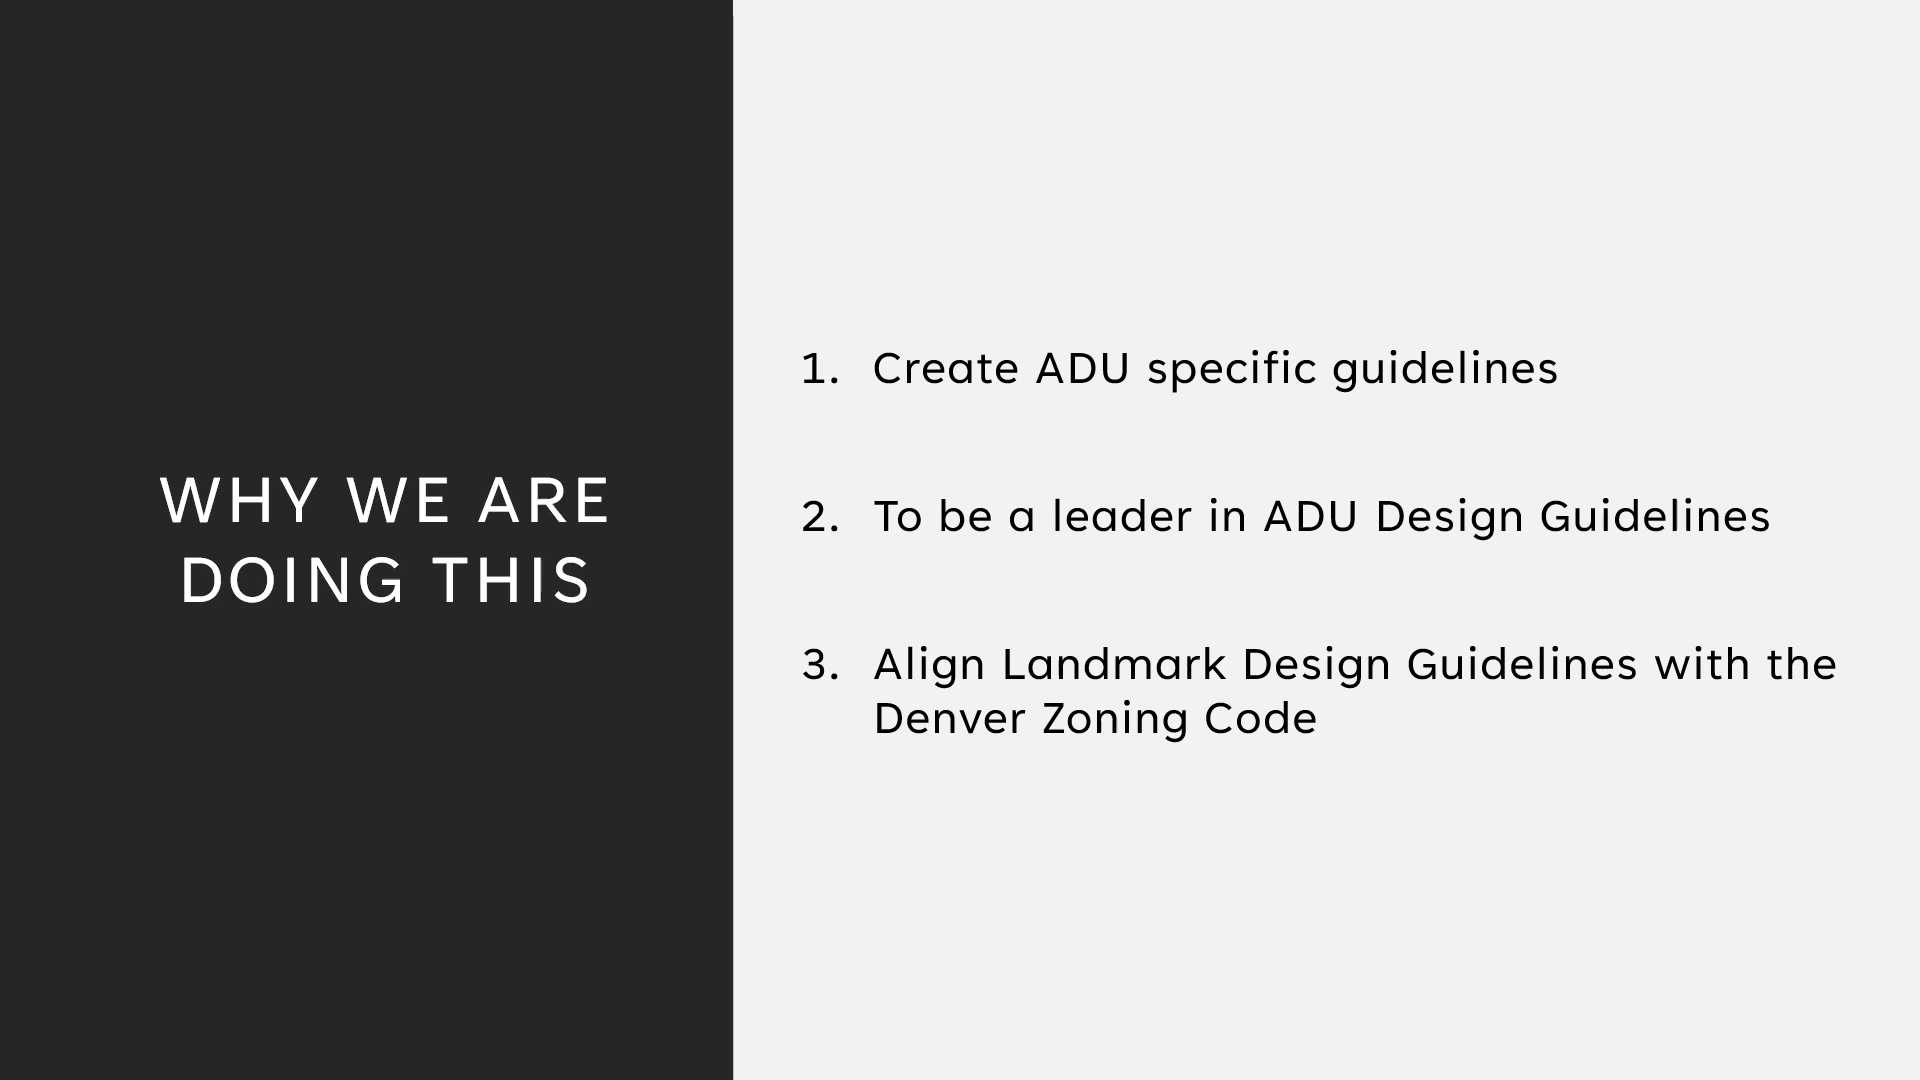 WHY WE ARE
DOING THIS
1. Create ADU specific guidelines
2. To be a leader in ADU Design Guidelines
3. Align Landmark Design Guidelines with the
Denver Zoning Code